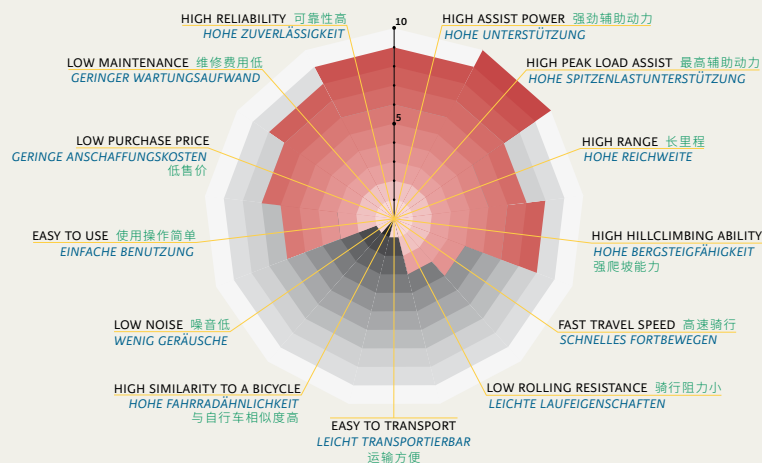 HIGH RELIABILITY 可靠性高
HOHE ZUVERLÄSSIGKEIT
10
HIGH ASSIST POWER 强劲辅助动力
HOHE UNTERSTÜTZUNG
LOW MAINTENANCE 维修费用低
GERINGER WARTUNGSAUFWAND
HIGH PEAK LOAD ASSIST 最高辅助动力
HOHE SPITZENLASTUNTERSTÜTZUNG
5
LOW PURCHASE PRICE
GERINGE ANSCHAFFUNGSKOSTEN
低售价
HIGH RANGE 长里程
HOHE REICHWEITE
EASY TO USE 使用操作简单
EINFACHE BENUTZUNG
HIGH HILLCLIMBING ABILITY
HOHE BERGSTEIGFÄHIGKEIT
强爬坡能力
LOW NOISE 噪音低
WENIG GERÄUSCHE
FAST TRAVEL SPEED 高速骑行
SCHNELLES FORTBEWEGEN
HIGH SIMILARITY TO A BICYCLE
HOHE FAHRRADÄHNLICHKEIT
与自行车相似度高
LOW ROLLING RESISTANCE 骑行阻力小
LEICHTE LAUFEIGENSCHAFTEN
EASY TO TRANSPORT
LEICHT TRANSPORTIERBAR
运输方便